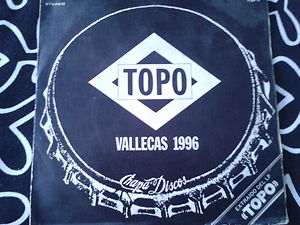 TOPO
VALLECAS 1996
Chapa Discos
EXTRAIDO DEL LP
"TOPO"